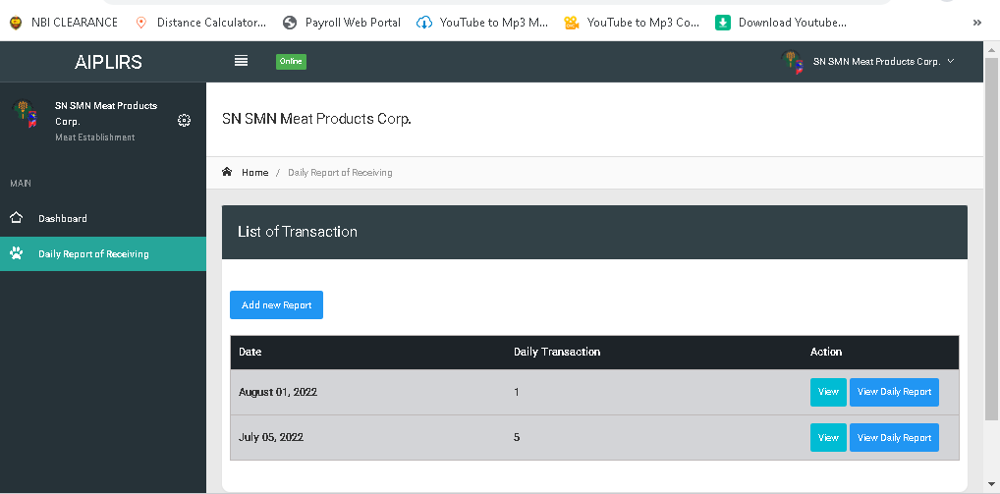 NBI CLEARANCE Distance Calculator... Payroll Web Portal YouTube to Mp3 M... YouTube to Mp3 Co... Download Youtube... »
AIPLIRS Online SN SMN Meat Products Corp.
SN SMN Meat Products
Corp.
Meat Establishment
SN SMN Meat Products Corp.
Home / Daily Report of Receiving
MAIN
Dashboard
Daily Report of Receiving
List of Transaction
Add new Report
Date Daily Transaction Action
August 01, 2022 1 View View Daily Report
July 05, 2022 5 View View Daily Report